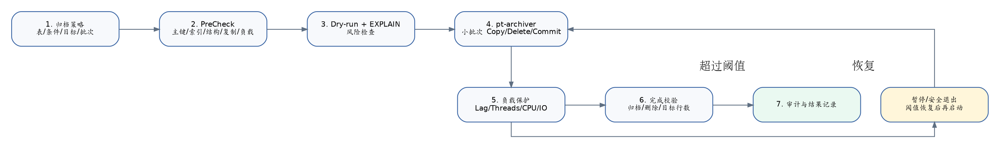 1. 归档策略
表/条件/目标/批次
2. PreCheck
主键/索引/结构/复制/负载
3. Dry-run + EXPLAIN
风险检查
4. pt-archiver
小批次 Copy/Delete/Commit
超过阈值
恢复
5. 负载保护
Lag/Threads/CPU/IO
6. 完成校验
归档/删除/目标行数
7. 审计与结果记录
暂停/安全退出
阈值恢复后再启动